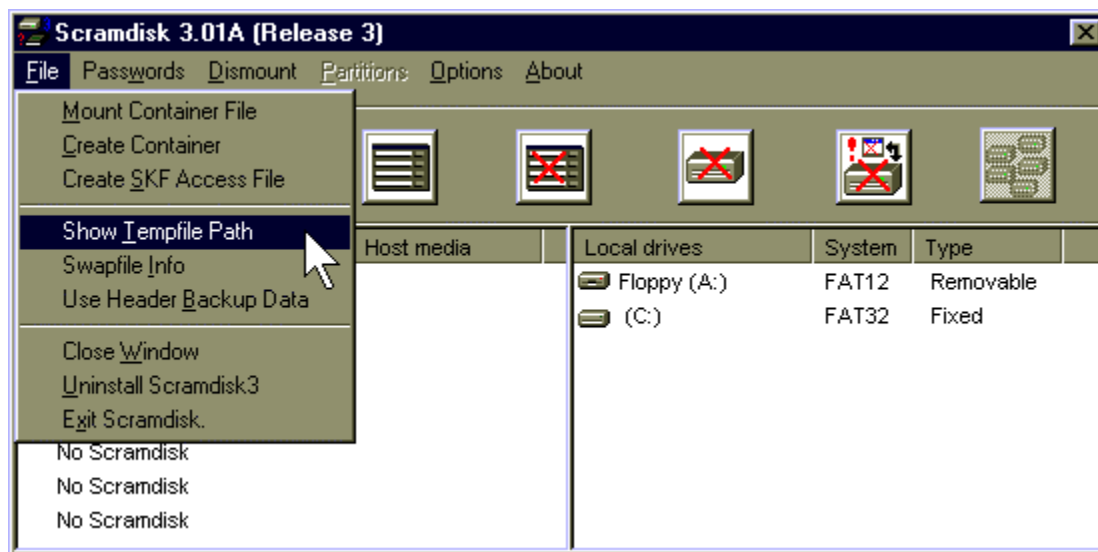 Scramdisk 3.01A (Release 3)
File Passwords Dismount Partitions Options About
Mount Container File
Create Container
Create SKF Access File
Show Tempfile Path
Swapfile Info
Use Header Backup Data
Close Window
Uninstall Scramdisk3
Exit Scramdisk.
Host media
No Scramdisk
No Scramdisk
No Scramdisk
Local drives System Type
Floppy (A:) FAT12 Removable
(C:) FAT32 Fixed